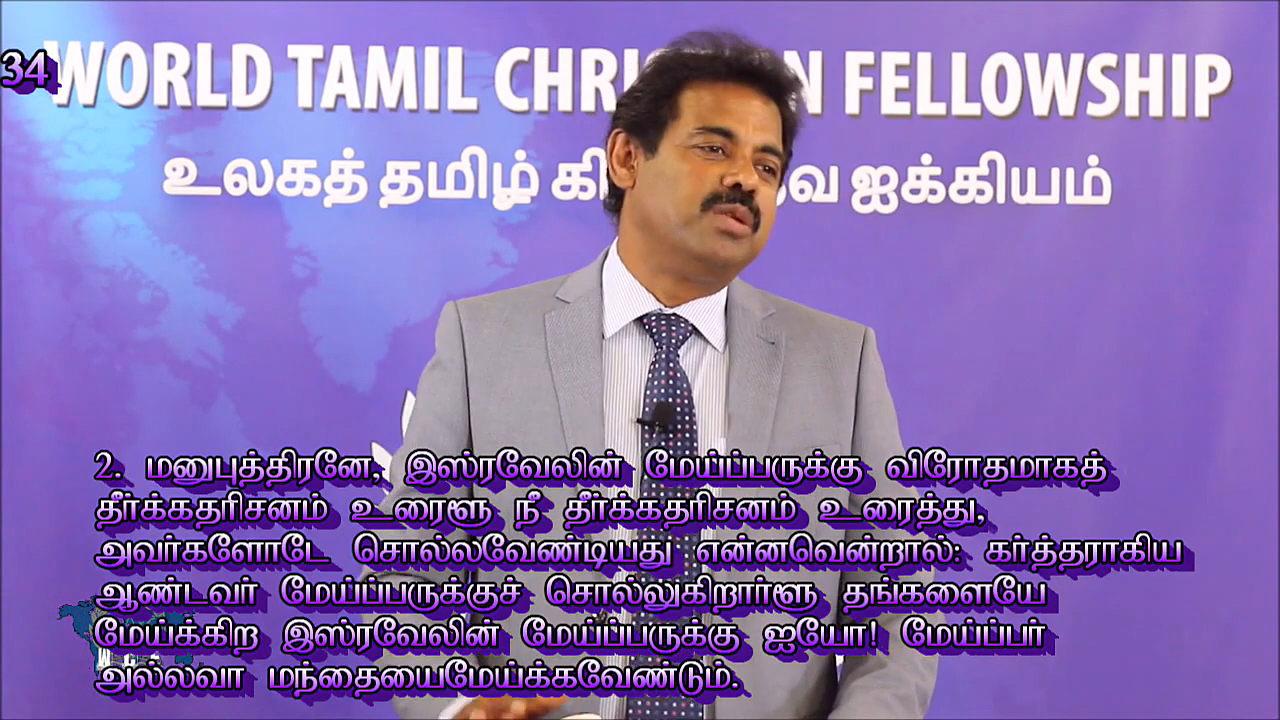 34
WORLD TAMIL CHRI N FELLOWSHIP
உலகத் தமிழ் கி வ ஐக்கியம்
2. மனுபுத்திரனே, இஸ்ரவேலின் மேய்ப்பருக்கு விரோதமாகத்
தீர்க்கதரிசனம் உரைளூ நீ தீர்க்கதரிசனம் உரைத்து,
அவர்களோடே சொல்லவேண்டியது என்னவென்றால்: கர்த்தராகிய
ஆண்டவர் மேய்ப்பருக்குச் சொல்லுகிறார்ளூ தங்களையே
மேய்க்கிற இஸ்ரவேலின் மேய்ப்பருக்கு ஐயோ! மேய்ப்பர்
அல்லவா மந்தையைமேய்க்கவேண்டும்.